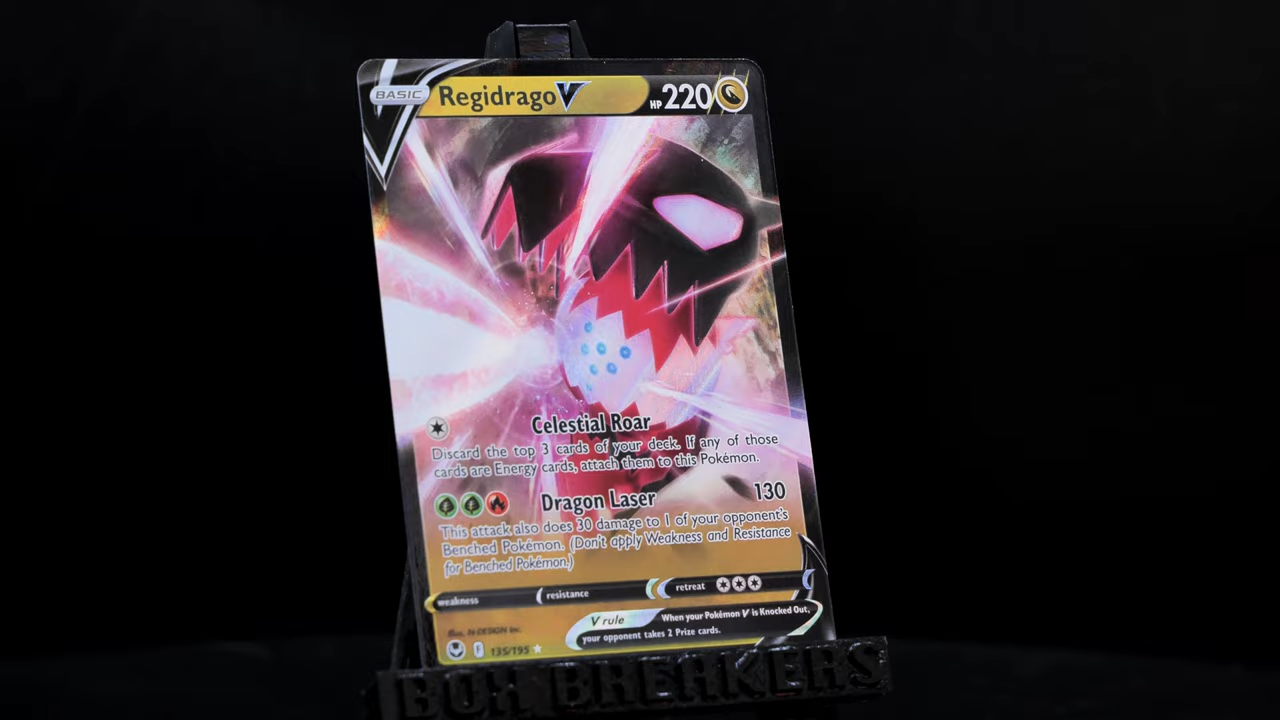 BASIC Regidrago V HP 220
Celestial Roar
Discard the top 3 cards of your deck. If any of those
cards are Energy cards, attach them to this Pokémon.
Dragon Laser 130
This attack also does 30 damage to 1 of your opponent's
Benched Pokémon. (Don't apply Weakness and Resistance
for Benched Pokémon.)
weakness resistance retreat
V rule When your Pokémon V is Knocked Out,
your opponent takes 2 Prize cards.
Illus. N-DESIGN Inc.
F 135/195
BOX BREAKERS